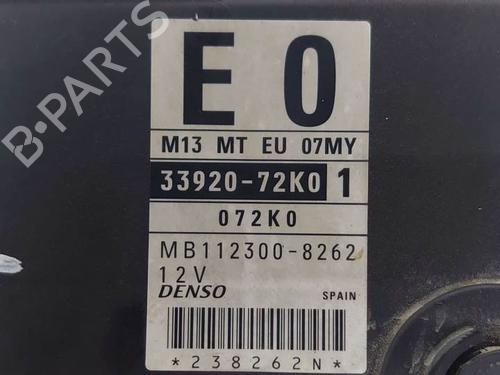 B-PARTS
E 0
M13 MT EU 07MY
33920-72K0 1
072K0
MB112300-8262
12V
DENSO SPAIN
*238262N*